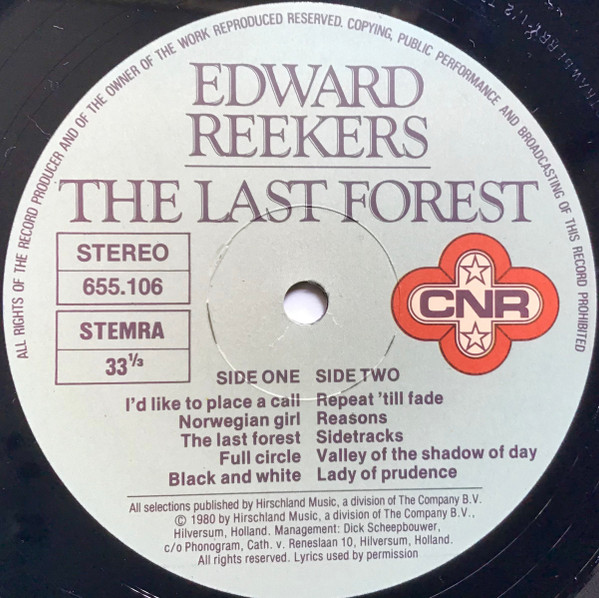 ALL RIGHTS OF THE RECORD PRODUCER AND OF THE OWNER OF THE WORK REPRODUCED RESERVED. COPYING, PUBLIC PERFORMANCE AND BROADCASTING OF THIS RECORD PROHIBITED
EDWARD
REEKERS
THE LAST FOREST
STEREO
655.106
STEMRA
33 1/3
CNR
SIDE ONE SIDE TWO
I'd like to place a call Repeat 'till fade
Norwegian girl Reasons
The last forest Sidetracks
Full circle Valley of the shadow of day
Black and white Lady of prudence
All selections published by Hirschland Music, a division of The Company B.V.
© 1980 by Hirschland Music, a division of The Company B.V.,
Hilversum, Holland. Management: Dick Scheepbouwer,
c/o Phonogram, Cath. v. Reneslaan 10, Hilversum, Holland.
All rights reserved. Lyrics used by permission